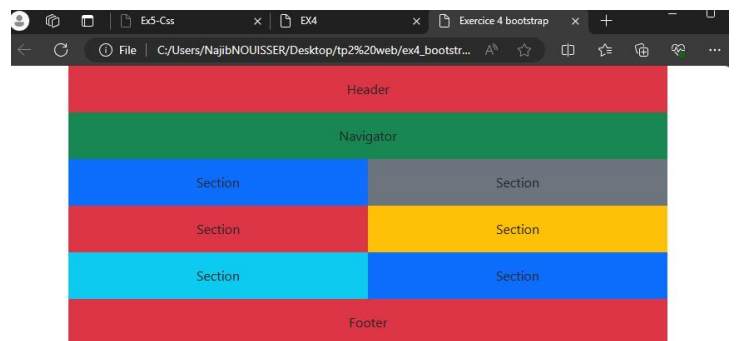 Ex5-Css EX4 Exercice 4 bootstrap
File C:/Users/NajibNOUISSER/Desktop/tp2%20web/ex4_bootstr...
Header
Navigator
Section Section
Section Section
Section Section
Footer